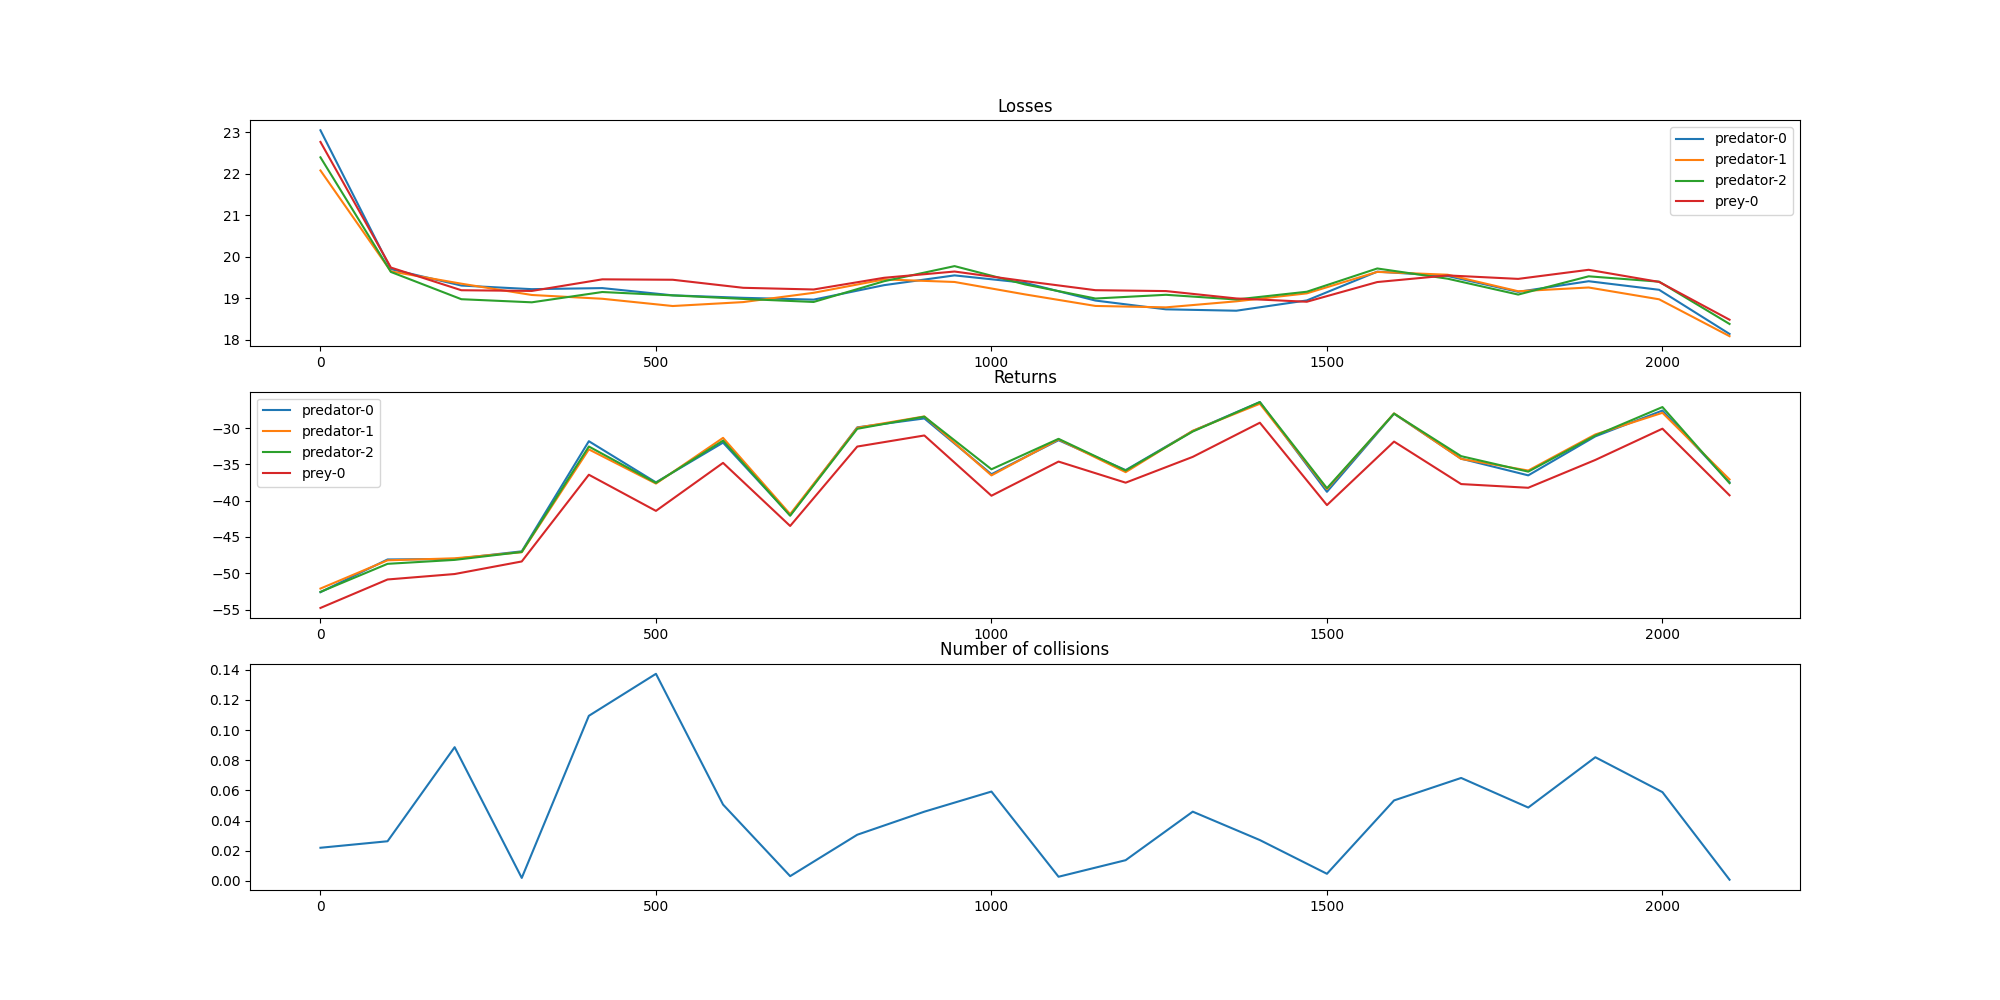 Losses
23
22
21
20
19
18
predator-0
predator-1
predator-2
prey-0
0 500 1000 1500 2000
Returns
−30
−35
−40
−45
−50
−55
predator-0
predator-1
predator-2
prey-0
0 500 1000 1500 2000
Number of collisions
0.14
0.12
0.10
0.08
0.06
0.04
0.02
0.00
0 500 1000 1500 2000